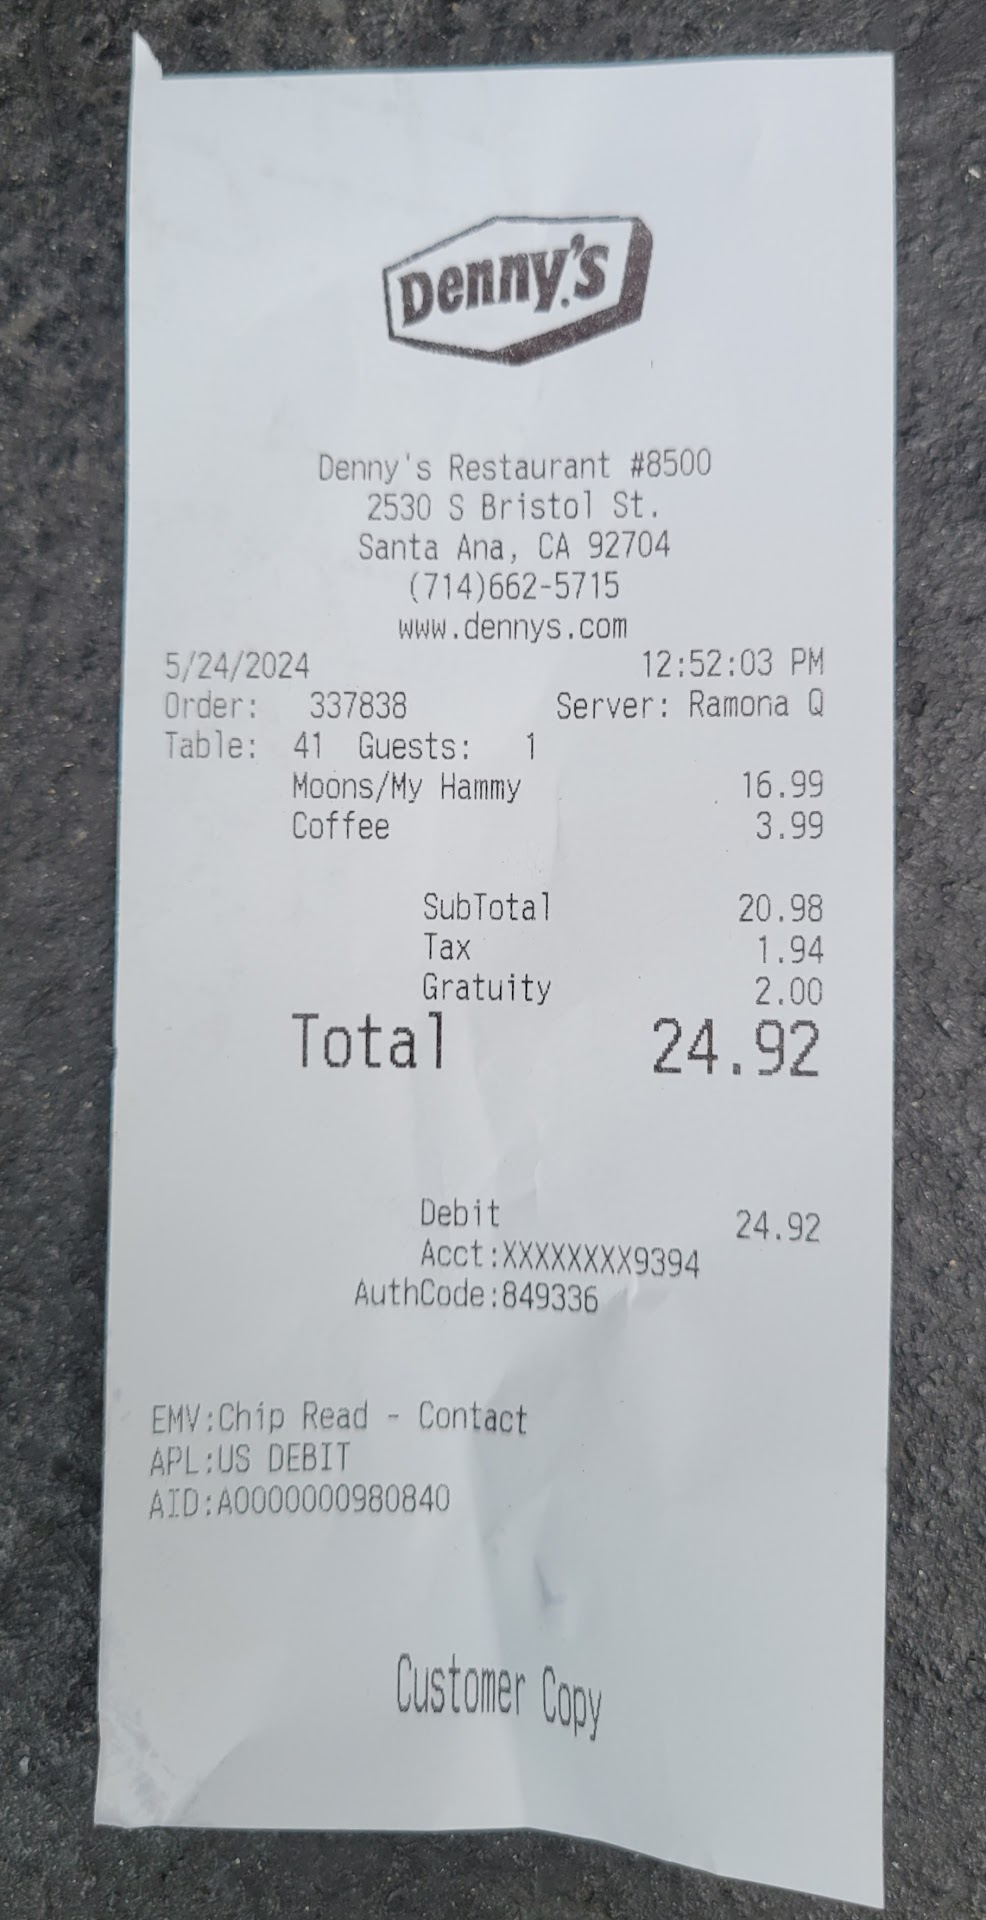 Denny's
Denny's Restaurant #8500
2530 S Bristol St.
Santa Ana, CA 92704
(714)662-5715
www.dennys.com
5/24/2024 12:52:03 PM
Order: 337838 Server: Ramona Q
Table: 41 Guests: 1
Moons/My Hammy 16.99
Coffee 3.99
SubTotal 20.98
Tax 1.94
Gratuity 2.00
Total 24.92
Debit 24.92
Acct:XXXXXXXX9394
AuthCode:849336
EMV:Chip Read - Contact
APL:US DEBIT
AID:A0000000980840
Customer Copy